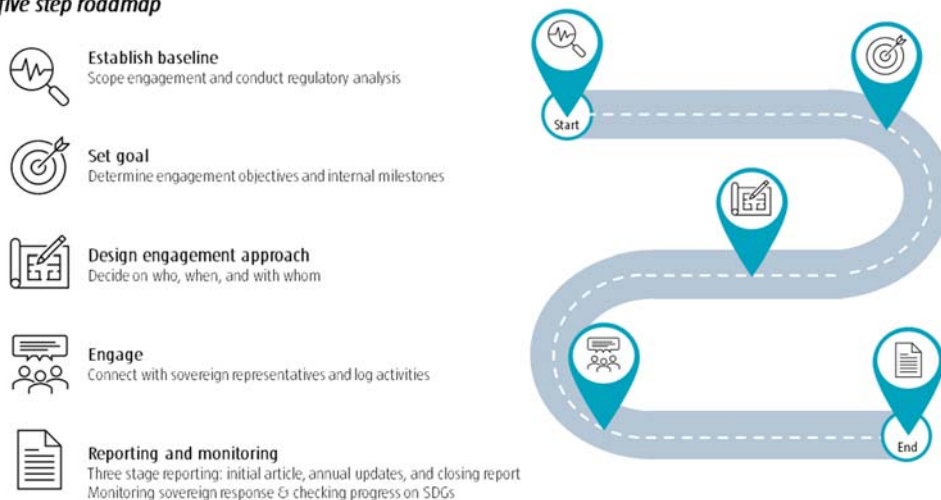 five step roadmap
Establish baseline
Scope engagement and conduct regulatory analysis
Set goal
Determine engagement objectives and internal milestones
Design engagement approach
Decide on who, when, and with whom
Engage
Connect with sovereign representatives and log activities
Reporting and monitoring
Three stage reporting: initial article, annual updates, and closing report
Monitoring sovereign response & checking progress on SDGs
Start
End